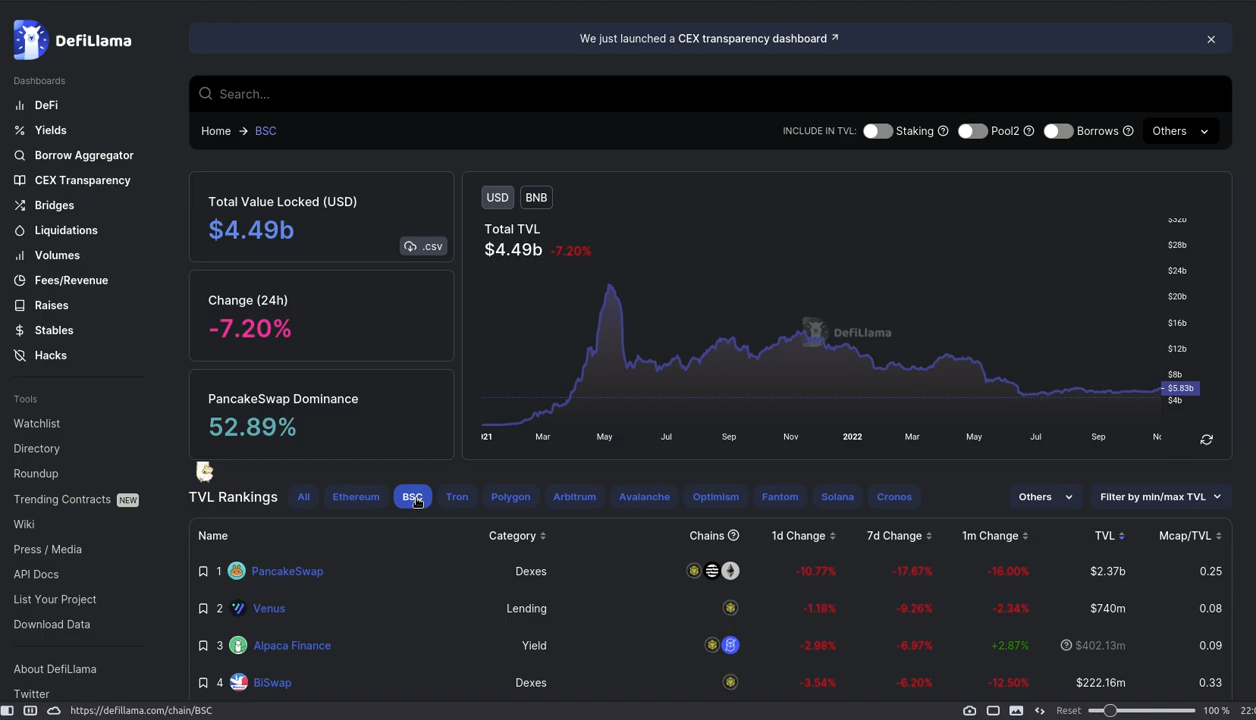 DefiLlama
Dashboards
DeFi
Yields
Borrow Aggregator
CEX Transparency
Bridges
Liquidations
Volumes
Fees/Revenue
Raises
Stables
Hacks
Tools
Watchlist
Directory
Roundup
Trending Contracts NEW
Wiki
Press / Media
API Docs
List Your Project
Download Data
About DefiLlama
Twitter
We just launched a CEX transparency dashboard
Search...
Home BSC
INCLUDE IN TVL: Staking Pool2 Borrows Others
Total Value Locked (USD)
$4.49b
.csv
Change (24h)
-7.20%
PancakeSwap Dominance
52.89%
USD BNB
Total TVL
$4.49b -7.20%
DefiLlama
$32b
$28b
$24b
$20b
$16b
$12b
$8b
$5.83b
$4b
Mar May Jul Sep Nov 2022 Mar May Jul Sep
TVL Rankings All Ethereum BSC Tron Polygon Arbitrum Avalanche Optimism Fantom Solana Cronos Others Filter by min/max TVL
Name Category Chains 1d Change 7d Change 1m Change TVL Mcap/TVL
1 PancakeSwap Dexes -10.77% -17.67% -16.00% $2.37b 0.25
2 Venus Lending -1.18% -9.26% -2.34% $740m 0.08
3 Alpaca Finance Yield -2.98% -6.97% +2.87% $402.13m 0.09
4 BiSwap Dexes -3.54% -6.20% -12.50% $222.16m 0.33
https://defillama.com/chain/BSC Reset 100 %